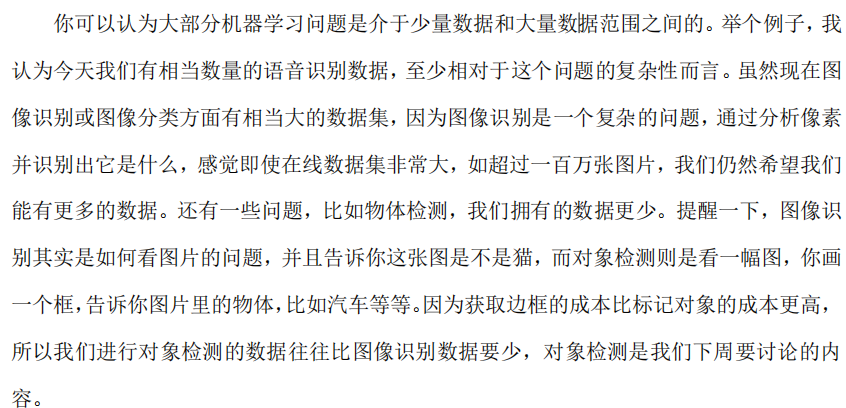 你可以认为大部分机器学习问题是介于少量数据和大量数据范围之间的。举个例子，我
认为今天我们有相当数量的语音识别数据，至少相对于这个问题的复杂性而言。虽然现在图
像识别或图像分类方面有相当大的数据集，因为图像识别是一个复杂的问题，通过分析像素
并识别出它是什么，感觉即使在线数据集非常大，如超过一百万张图片，我们仍然希望我们
能有更多的数据。还有一些问题，比如物体检测，我们拥有的数据更少。提醒一下，图像识
别其实是如何看图片的问题，并且告诉你这张图是不是猫，而对象检测则是看一幅图，你画
一个框，告诉你图片里的物体，比如汽车等等。因为获取边框的成本比标记对象的成本更高，
所以我们进行对象检测的数据往往比图像识别数据要少，对象检测是我们下周要讨论的内
容。